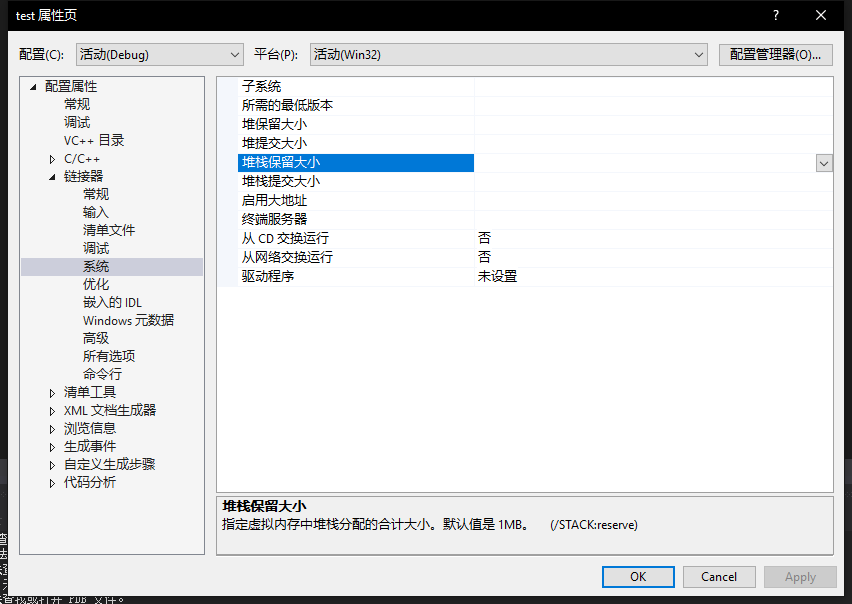 test 属性页
配置(C): 活动(Debug) 平台(P): 活动(Win32) 配置管理器(O)...
配置属性
常规
调试
VC++ 目录
C/C++
链接器
常规
输入
清单文件
调试
系统
优化
嵌入的 IDL
Windows 元数据
高级
所有选项
命令行
清单工具
XML 文档生成器
浏览信息
生成事件
自定义生成步骤
代码分析
子系统
所需的最低版本
堆保留大小
堆提交大小
堆栈保留大小
堆栈提交大小
启用大地址
终端服务器
从 CD 交换运行 否
从网络交换运行 否
驱动程序 未设置
堆栈保留大小
指定虚拟内存中堆栈分配的合计大小。默认值是 1MB。 (/STACK:reserve)
OK Cancel Apply
查找或打开 PDB 文件。